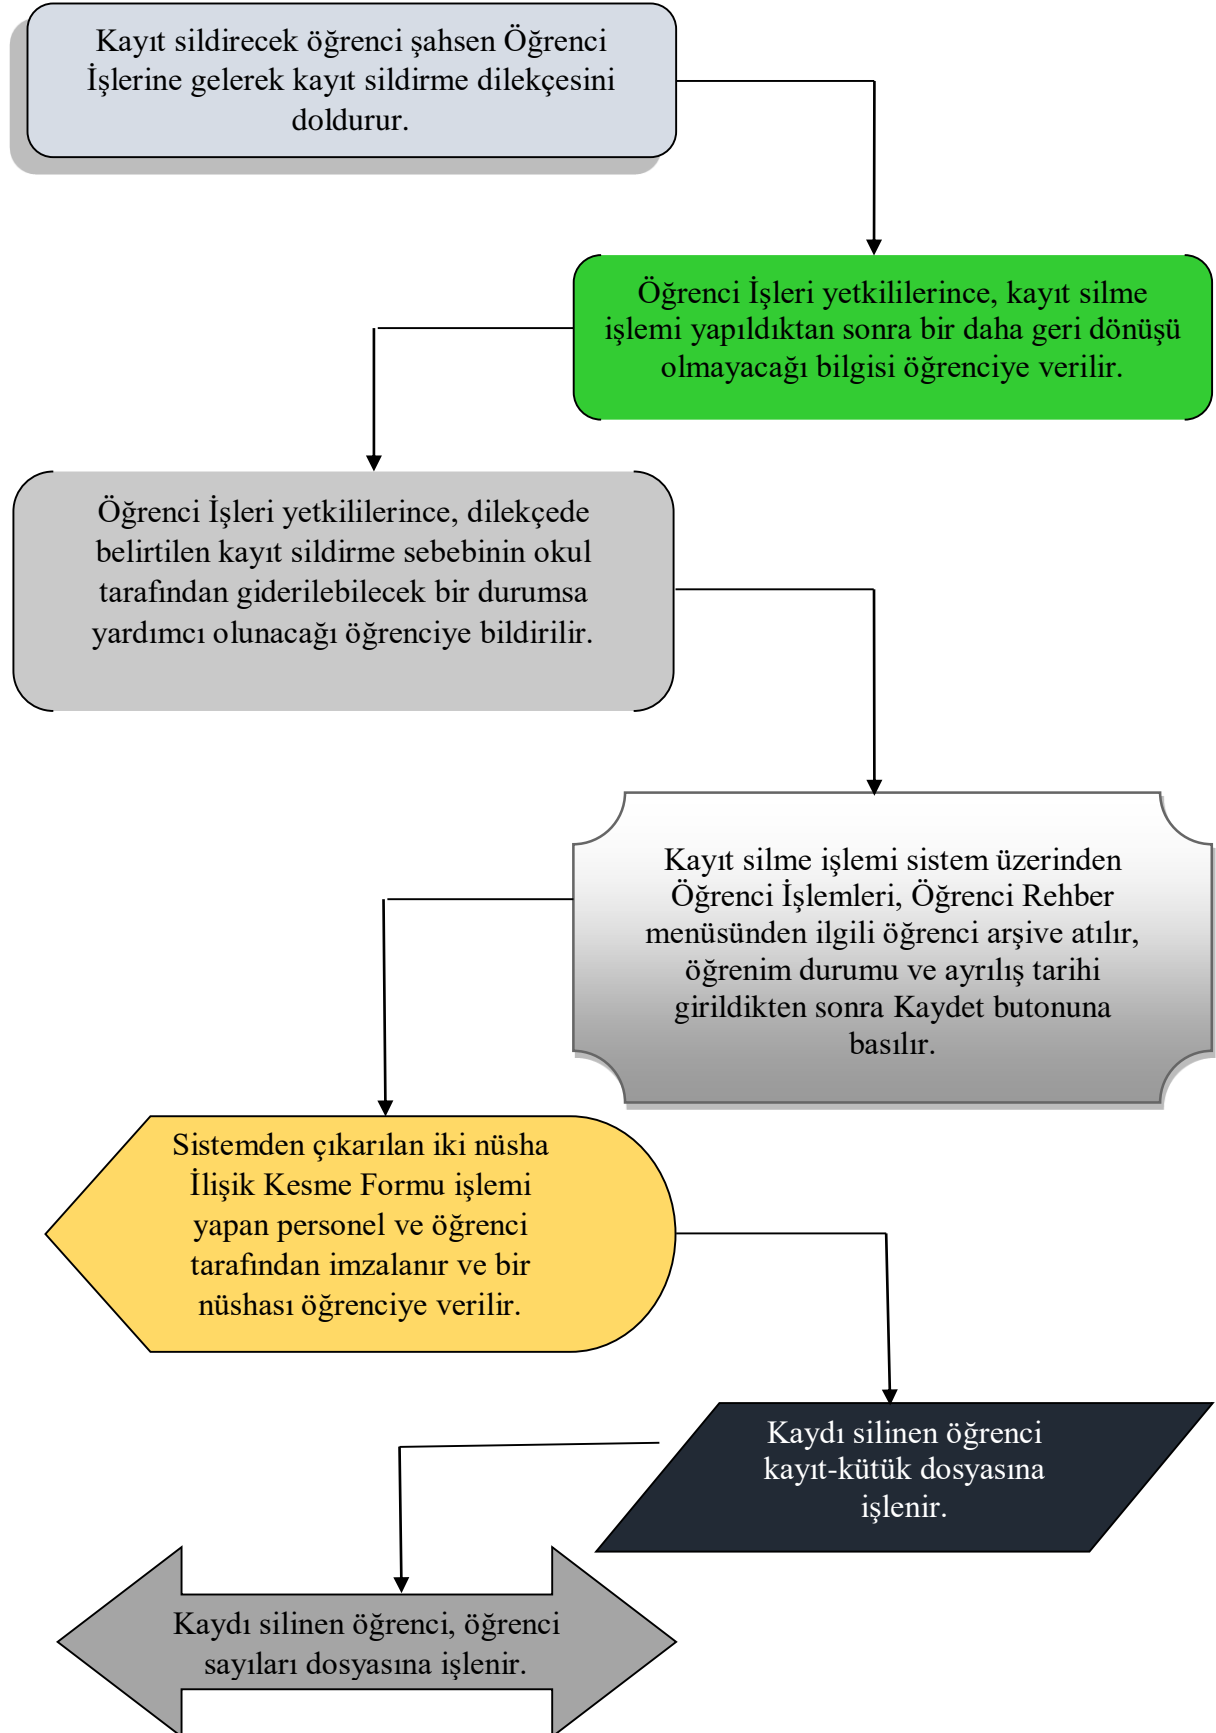 Kayıt sildirecek öğrenci şahsen Öğrenci
İşlerine gelerek kayıt sildirme dilekçesini
doldurur.
Öğrenci İşleri yetkililerince, kayıt silme
işlemi yapıldıktan sonra bir daha geri dönüşü
olmayacağı bilgisi öğrenciye verilir.
Öğrenci İşleri yetkililerince, dilekçede
belirtilen kayıt sildirme sebebinin okul
tarafından giderilebilecek bir durumsa
yardımcı olunacağı öğrenciye bildirilir.
Kayıt silme işlemi sistem üzerinden
Öğrenci İşlemleri, Öğrenci Rehber
menüsünden ilgili öğrenci arşive atılır,
öğrenim durumu ve ayrılış tarihi
girildikten sonra Kaydet butonuna
basılır.
Sistemden çıkarılan iki nüsha
İlişik Kesme Formu işlemi
yapan personel ve öğrenci
tarafından imzalanır ve bir
nüshası öğrenciye verilir.
Kaydı silinen öğrenci
kayıt-kütük dosyasına
işlenir.
Kaydı silinen öğrenci, öğrenci
sayıları dosyasına işlenir.